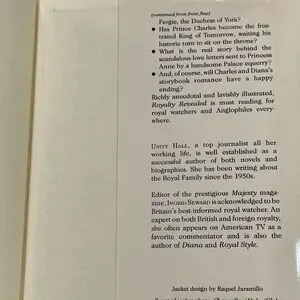 (continued from front flap)
Fergie, the Duchess of York?
● Has Prince Charles become the frus-
trated King of Tomorrow, waiting his
historic turn to sit on the throne?
● What is the real story behind the
scandalous love letters sent to Princess
Anne by a handsome Palace equerry?
● And, of course, will Charles and Diana's
storybook romance have a happy
ending?
Richly anecdotal and lavishly illustrated,
Royalty Revealed is must reading for
royal watchers and Anglophiles every-
where.
UNITY HALL, a top journalist all her
working life, is well established as a
successful author of both novels and
biographies. She has been writing about
the Royal Family since the 1950s.
Editor of the prestigious Majesty maga-
zine, INGRID SEWARD is acknowledged to be
Britain's best-informed royal watcher. An
expert on both British and foreign royalty,
she often appears on American TV as a
favorite commentator and is also the
author of Diana and Royal Style.
Jacket design by Raquel Jaramillo